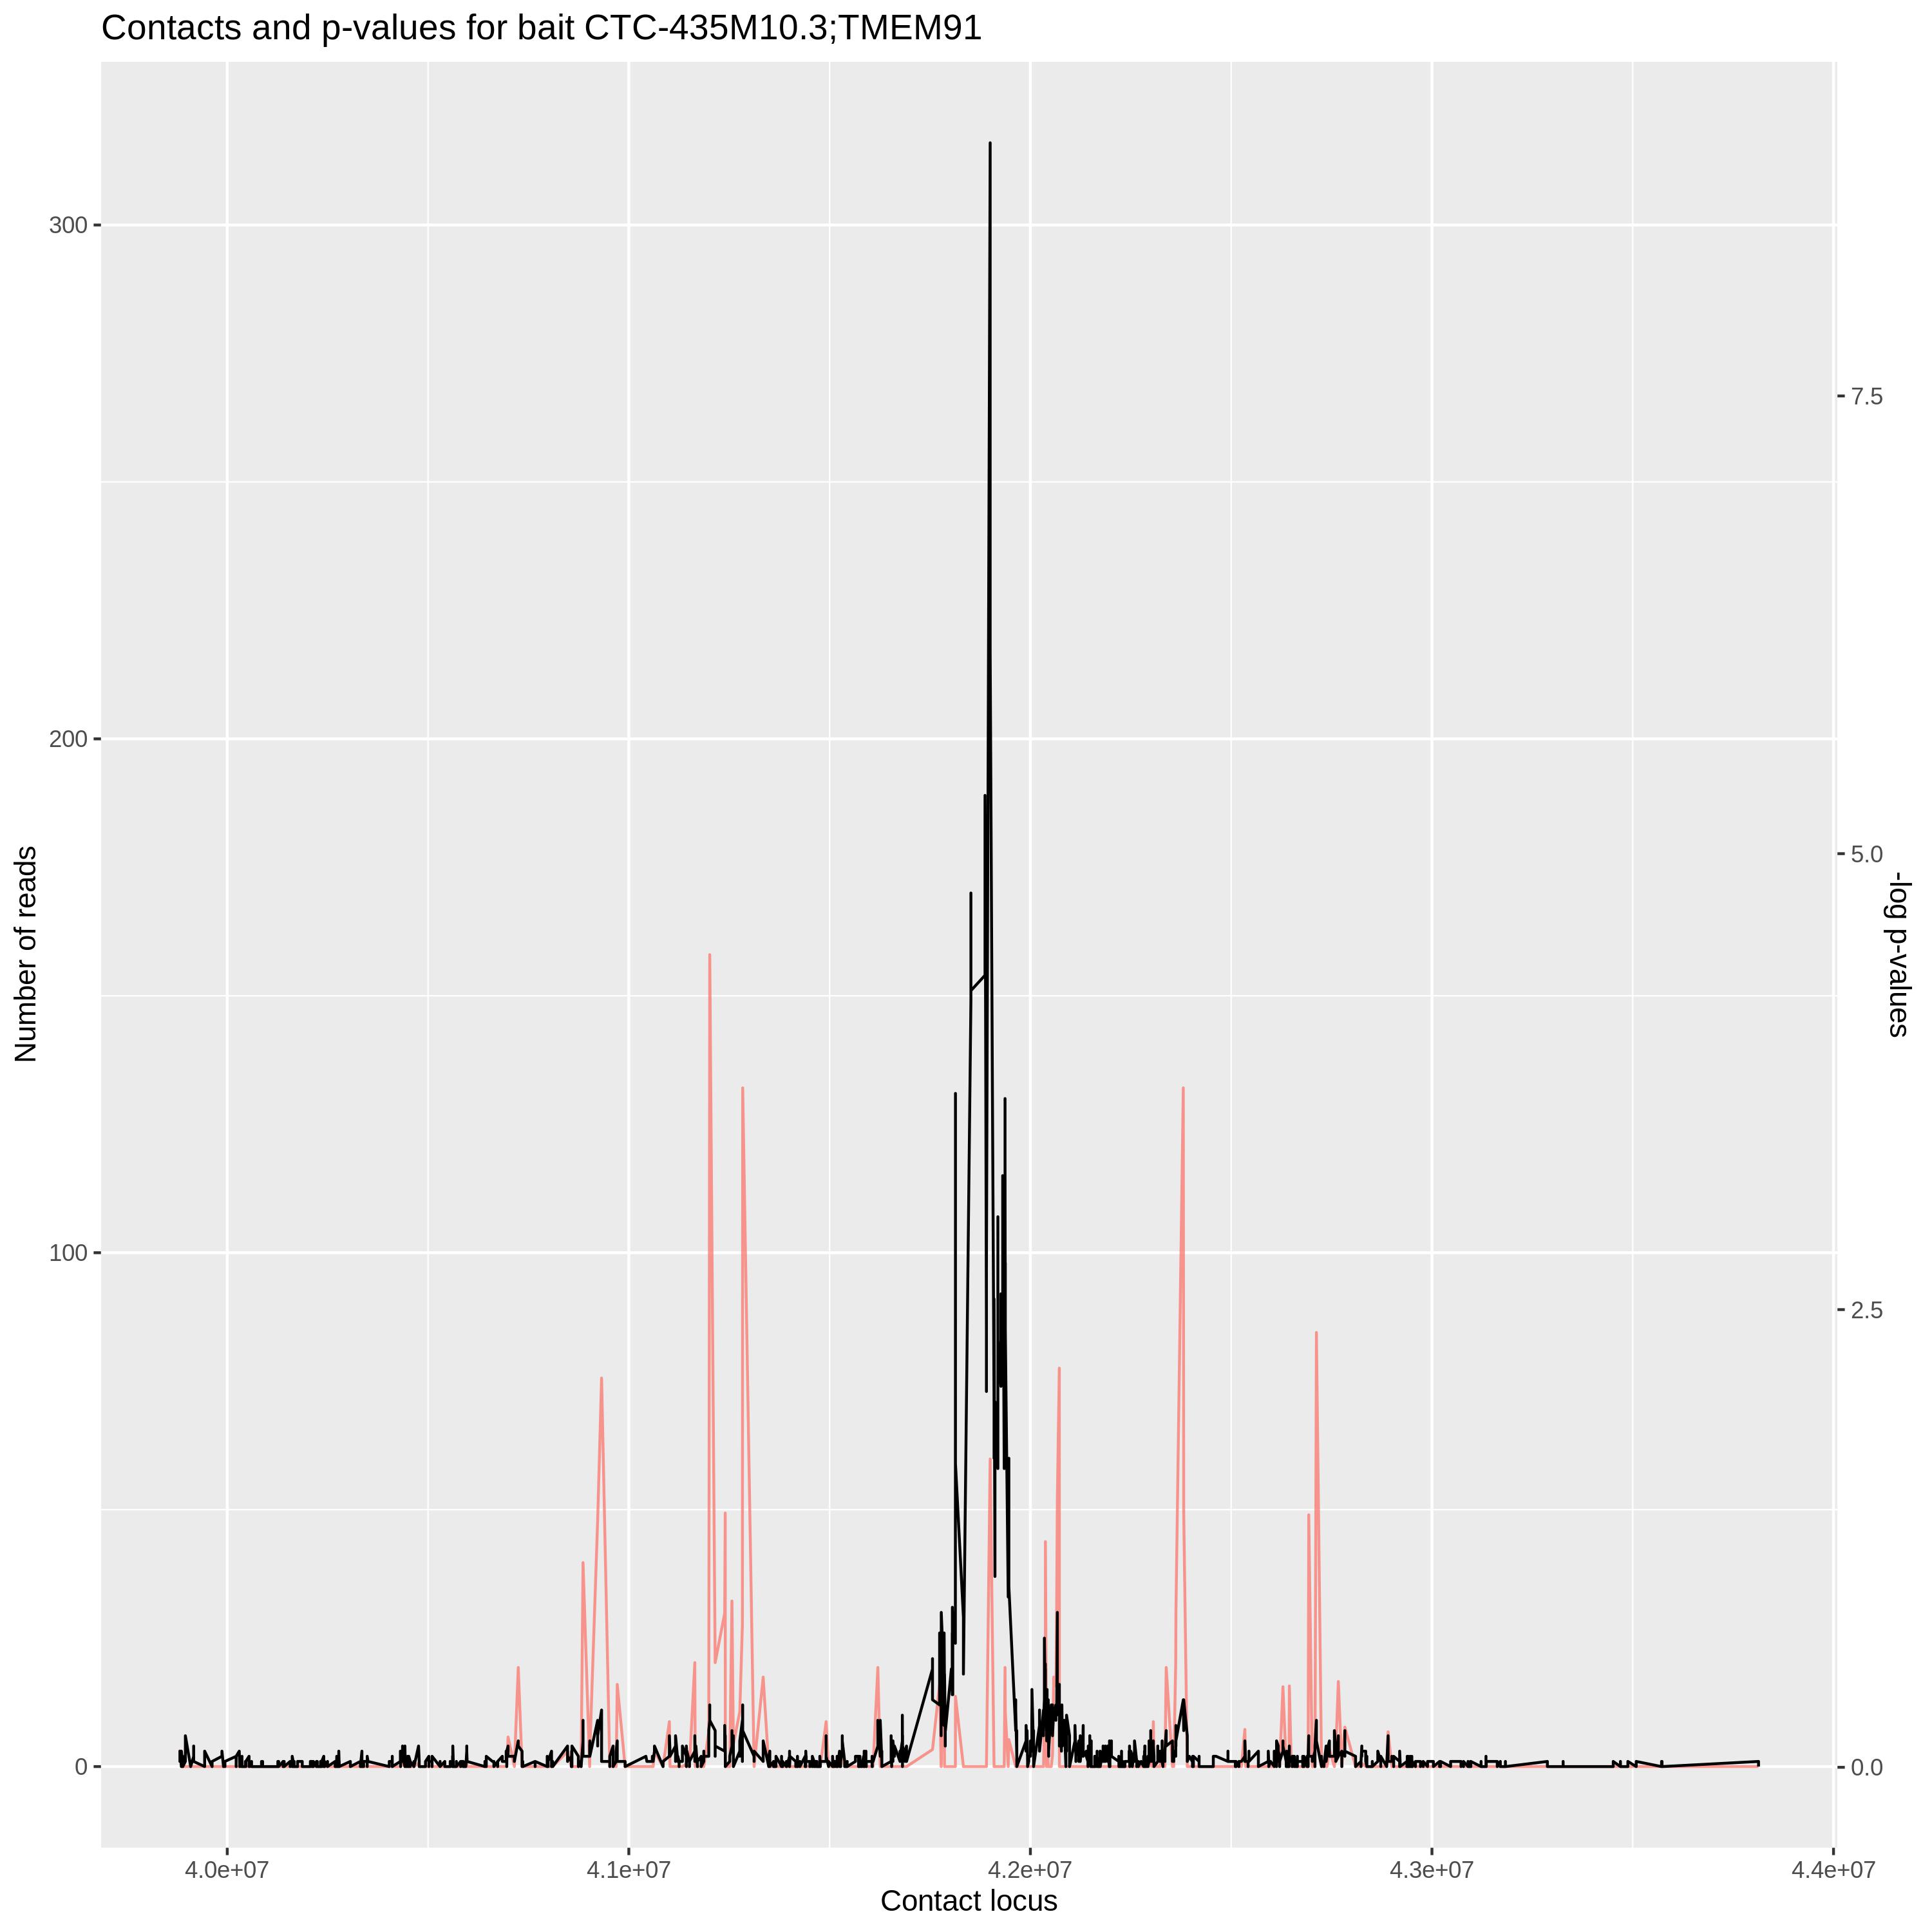 Contacts and p-values for bait CTC-435M10.3;TMEM91
300
200
100
0
Number of reads
7.5
5.0
2.5
0.0
-log p-values
4.0e+07 4.1e+07 4.2e+07 4.3e+07 4.4e+07
Contact locus